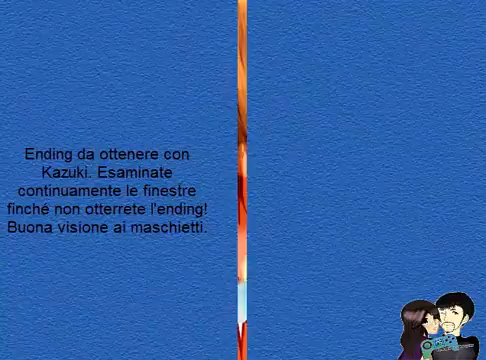 Ending da ottenere con
Kazuki. Esaminate
continuamente le finestre
finché non otterrete l'ending!
Buona visione ai maschietti.